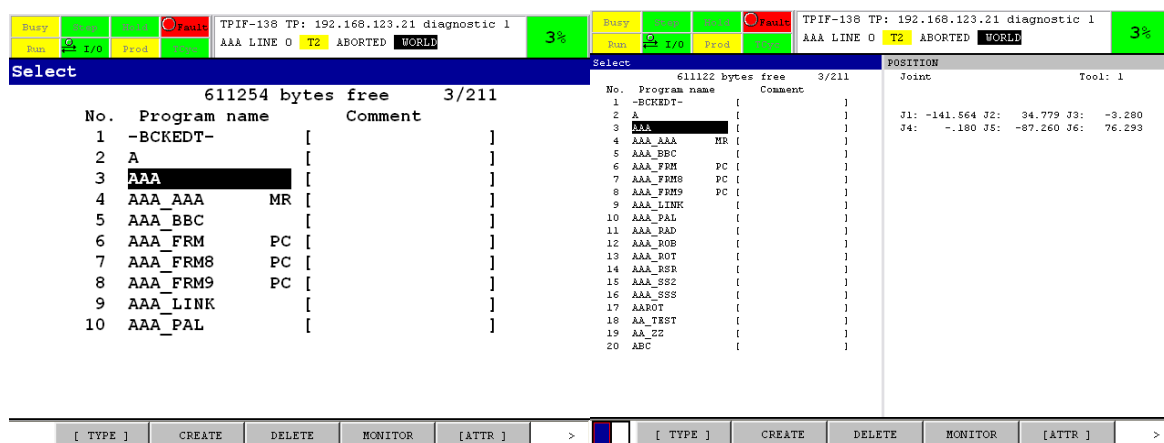 Busy Step Hold Fault
TPIF-138 TP: 192.168.123.21 diagnostic 1
Run I/O Prod TCyc
AAA LINE 0 T2 ABORTED WORLD
3%
Select
611254 bytes free 3/211
No. Program name Comment
1 -BCKEDT- [ ]
2 A [ ]
3 AAA [ ]
4 AAA_AAA MR [ ]
5 AAA_BBC [ ]
6 AAA_FRM PC [ ]
7 AAA_FRM8 PC [ ]
8 AAA_FRM9 PC [ ]
9 AAA_LINK [ ]
10 AAA_PAL [ ]
[ TYPE ] CREATE DELETE MONITOR [ATTR ] >
Busy Step Hold Fault
TPIF-138 TP: 192.168.123.21 diagnostic 1
Run I/O Prod TCyc
AAA LINE 0 T2 ABORTED WORLD
3%
Select
611122 bytes free 3/211
No. Program name Comment
1 -BCKEDT- [ ]
2 A [ ]
3 AAA [ ]
4 AAA_AAA MR [ ]
5 AAA_BBC [ ]
6 AAA_FRM PC [ ]
7 AAA_FRM8 PC [ ]
8 AAA_FRM9 PC [ ]
9 AAA_LINK [ ]
10 AAA_PAL [ ]
11 AAA_RAD [ ]
12 AAA_ROB [ ]
13 AAA_ROT [ ]
14 AAA_RSR [ ]
15 AAA_SS2 [ ]
16 AAA_SSS [ ]
17 AAROT [ ]
18 AA_TEST [ ]
19 AA_ZZ [ ]
20 ABC [ ]
POSITION
Joint Tool: 1
J1: -141.564 J2: 34.779 J3: -3.280
J4: -.180 J5: -87.260 J6: 76.293
[ TYPE ] CREATE DELETE MONITOR [ATTR ] >